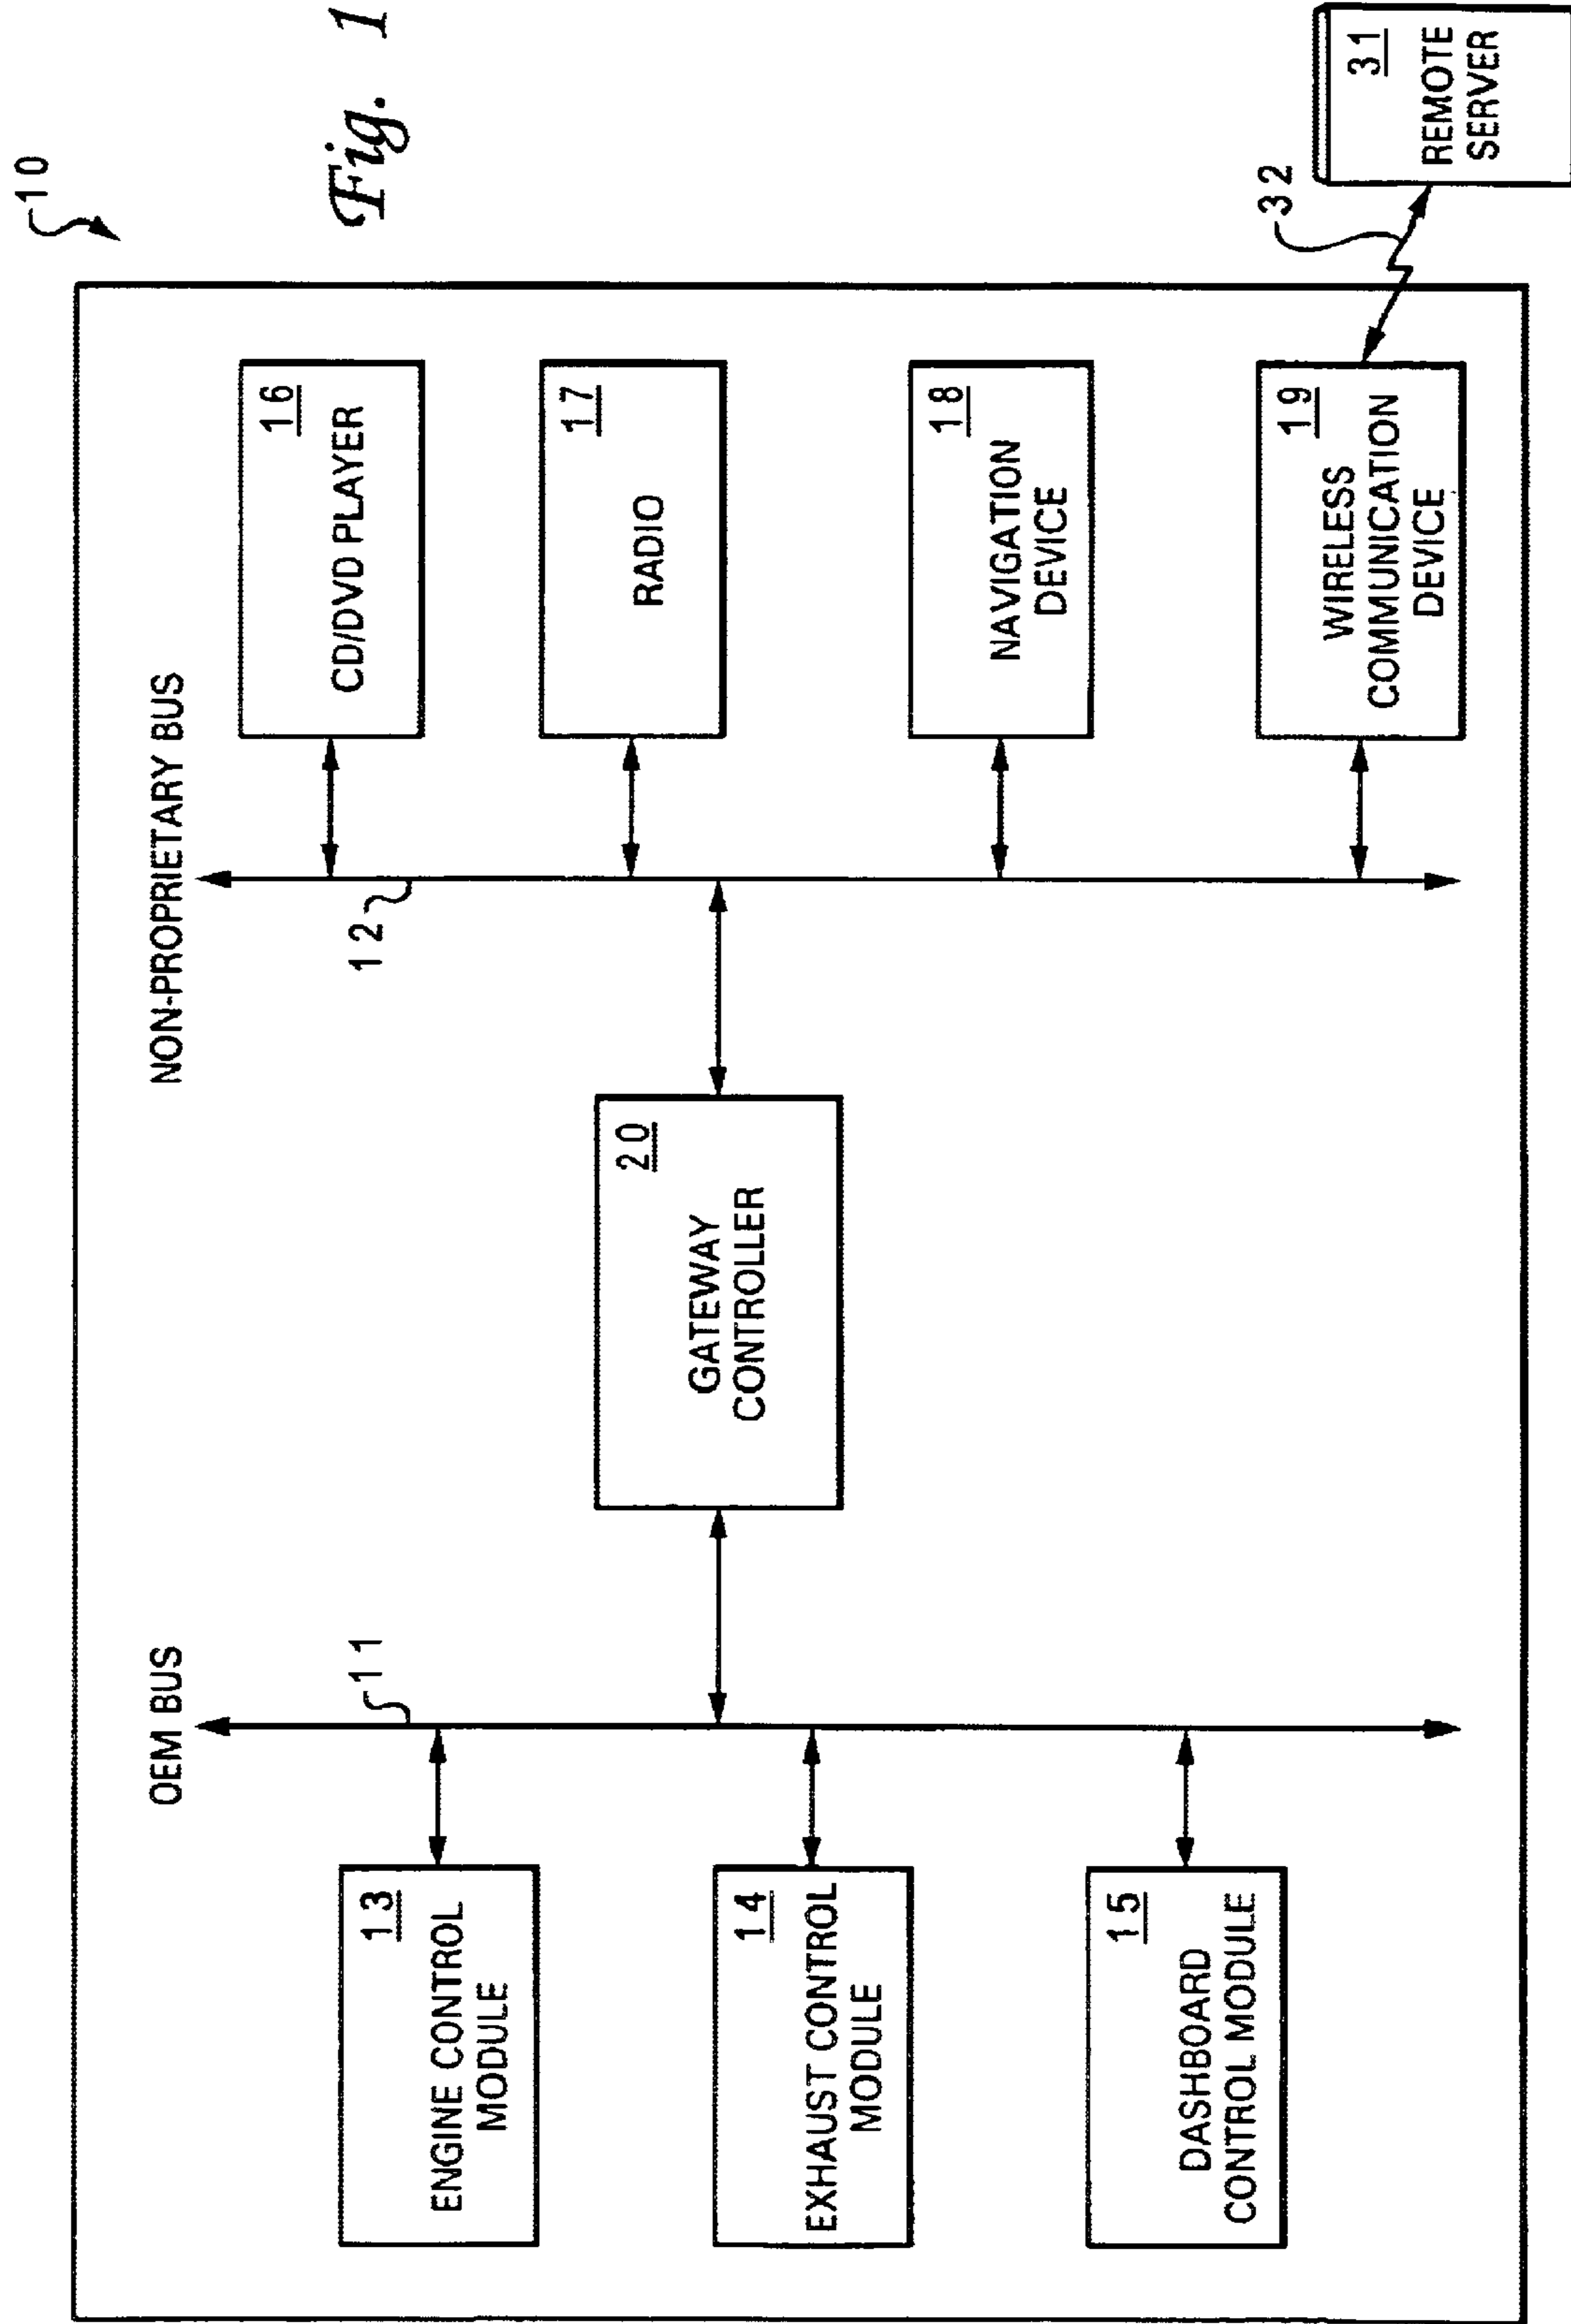 10
Fig. 1
OEM BUS
NON-PROPRIETARY BUS
11
12
13
ENGINE CONTROL
MODULE
14
EXHAUST CONTROL
MODULE
15
DASHBOARD
CONTROL MODULE
20
GATEWAY
CONTROLLER
16
CD/DVD PLAYER
17
RADIO
18
NAVIGATION
DEVICE
19
WIRELESS
COMMUNICATION
DEVICE
32
31
REMOTE
SERVER